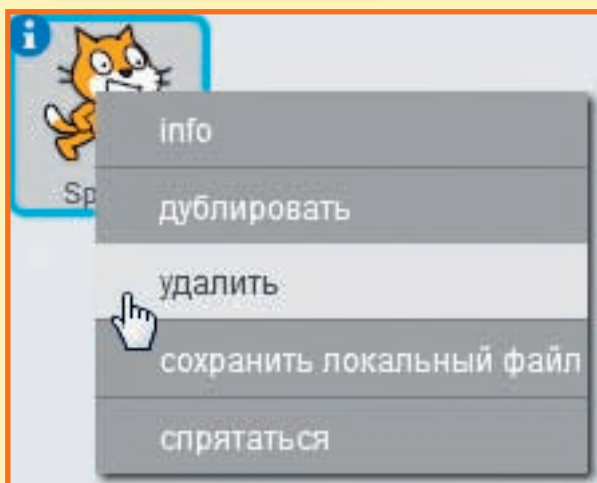 i
info
дублировать
Sp
удалить
сохранить локальный файл
спрятаться